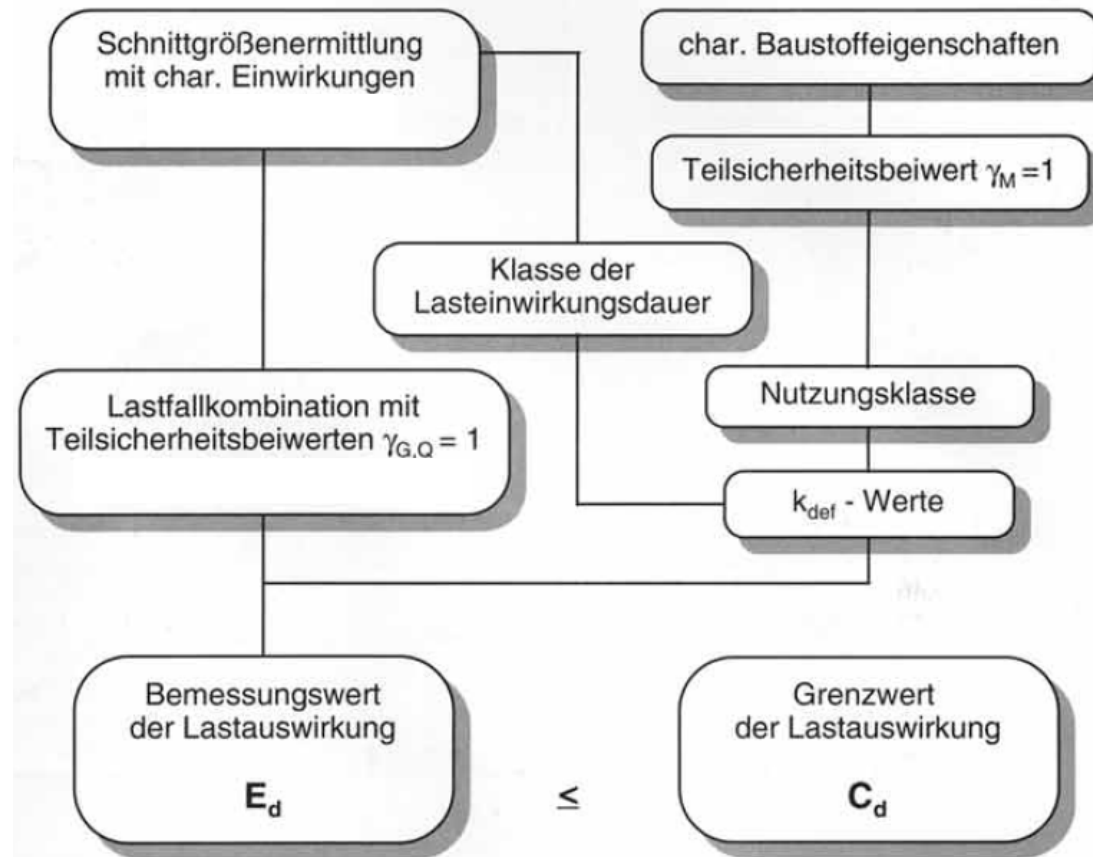 Schnittgrößenermittlung
mit char. Einwirkungen
char. Baustoffeigenschaften
Teilsicherheitsbeiwert γM =1
Klasse der
Lasteinwirkungsdauer
Lastfallkombination mit
Teilsicherheitsbeiwerten γG,Q = 1
Nutzungsklasse
kdef - Werte
Bemessungswert
der Lastauswirkung
Ed
≤
Grenzwert
der Lastauswirkung
Cd